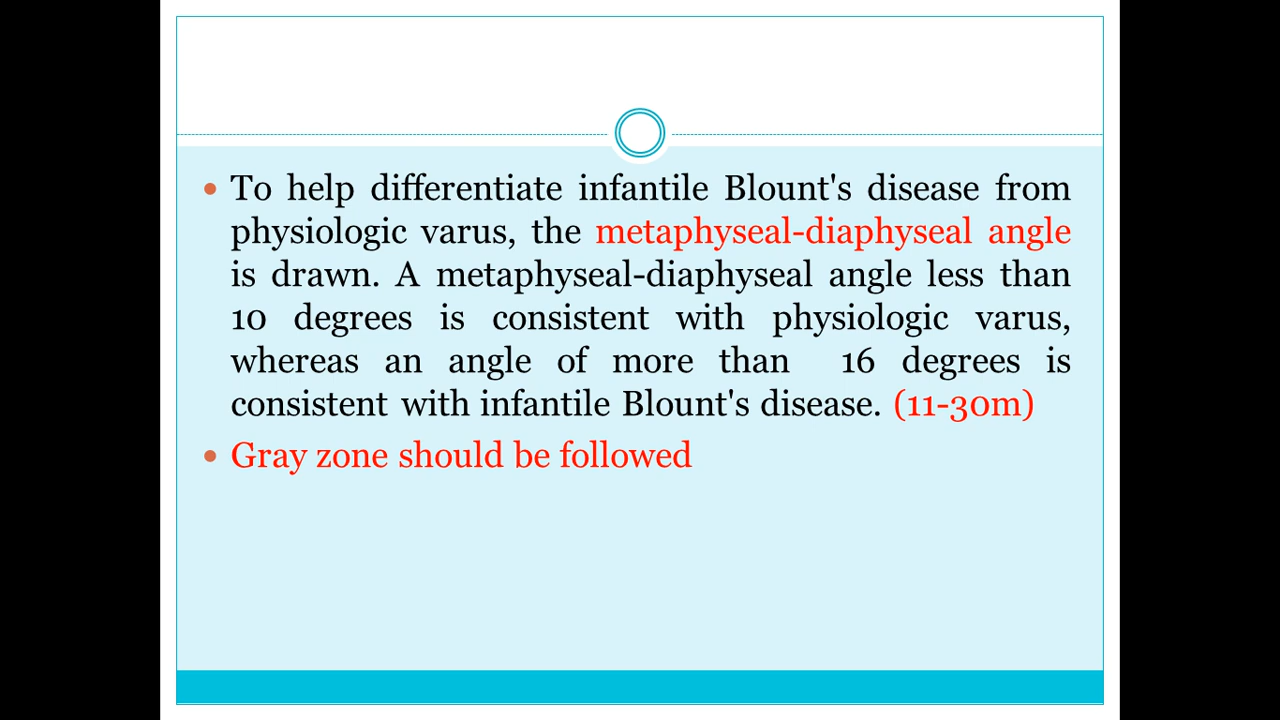 • To help differentiate infantile Blount's disease from
physiologic varus, the metaphyseal-diaphyseal angle
is drawn. A metaphyseal-diaphyseal angle less than
10 degrees is consistent with physiologic varus,
whereas an angle of more than 16 degrees is
consistent with infantile Blount's disease. (11-30m)
• Gray zone should be followed